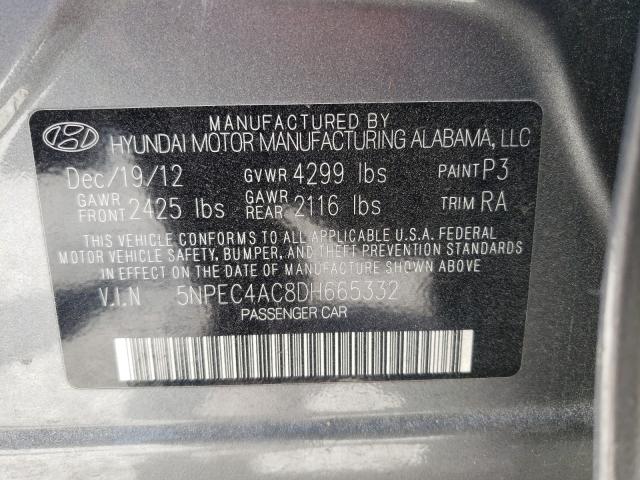 MANUFACTURED BY
HYUNDAI MOTOR MANUFACTURING ALABAMA, LLC
Dec/19/12 GVWR 4299 lbs PAINT P3
GAWR FRONT 2425 lbs GAWR REAR 2116 lbs TRIM RA
THIS VEHICLE CONFORMS TO ALL APPLICABLE U.S.A. FEDERAL
MOTOR VEHICLE SAFETY, BUMPER, AND THEFT PREVENTION STANDARDS
IN EFFECT ON THE DATE OF MANUFACTURE SHOWN ABOVE.
V.I.N 5NPEC4AC8DH665332
PASSENGER CAR